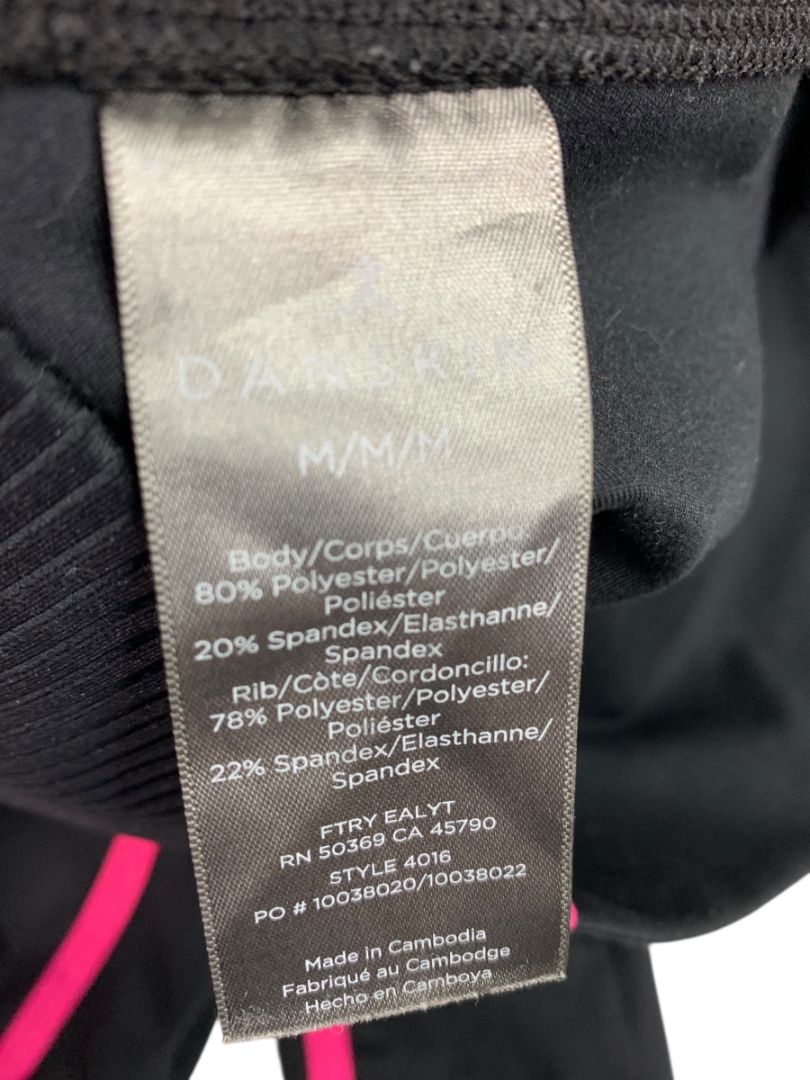 DANSKIN
M/M/M
Body/Corps/Cuerpo:
80% Polyester/Polyester/
Poliéster
20% Spandex/Elasthanne/
Spandex
Rib/Côte/Cordoncillo:
78% Polyester/Polyester/
Poliéster
22% Spandex/Elasthanne/
Spandex
FTRY EALYT
RN 50369 CA 45790
STYLE 4016
PO # 10038020/10038022
Made in Cambodia
Fabriqué au Cambodge
Hecho en Camboya